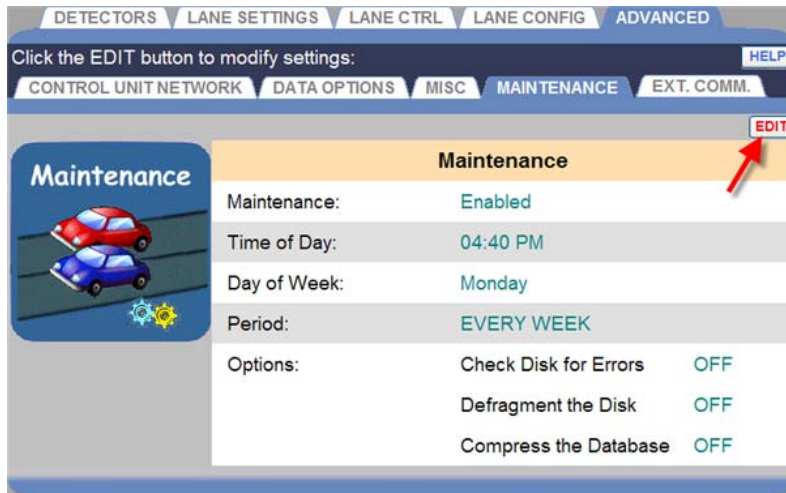 DETECTORS LANE SETTINGS LANE CTRL LANE CONFIG ADVANCED
Click the EDIT button to modify settings: HELP
CONTROL UNIT NETWORK DATA OPTIONS MISC MAINTENANCE EXT. COMM.
EDIT
Maintenance
Maintenance
Maintenance: Enabled
Time of Day: 04:40 PM
Day of Week: Monday
Period: EVERY WEEK
Options: Check Disk for Errors OFF
Defragment the Disk OFF
Compress the Database OFF